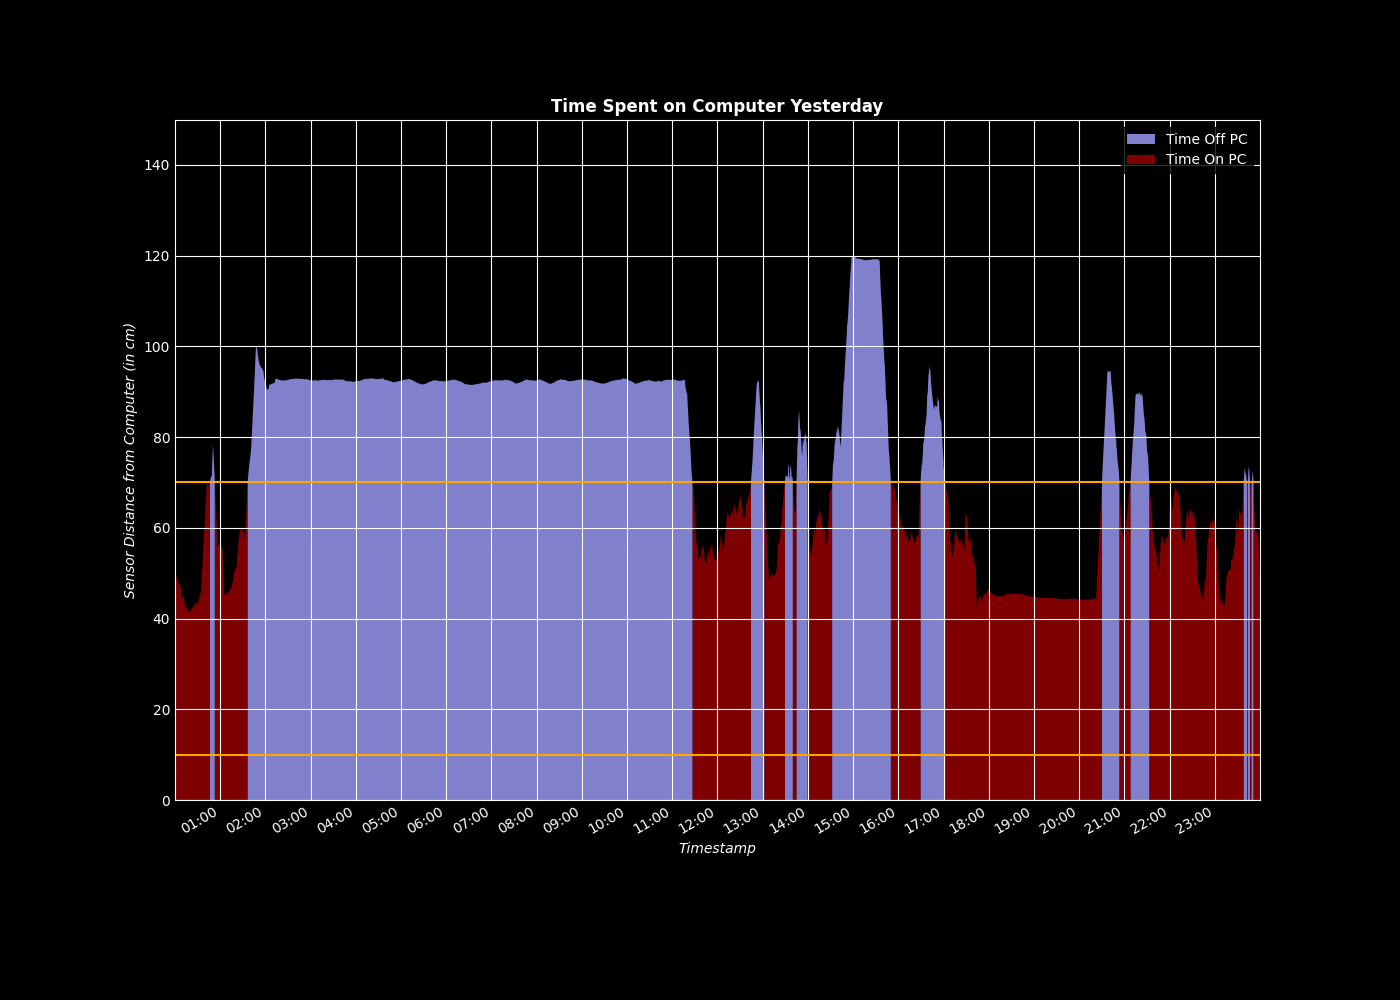 Time Spent on Computer Yesterday
Time Off PC
Time On PC
140
120
100
80
60
40
20
0
Sensor Distance from Computer (in cm)
01:00 02:00 03:00 04:00 05:00 06:00 07:00 08:00 09:00 10:00 11:00 12:00 13:00 14:00 15:00 16:00 17:00 18:00 19:00 20:00 21:00 22:00 23:00
Timestamp